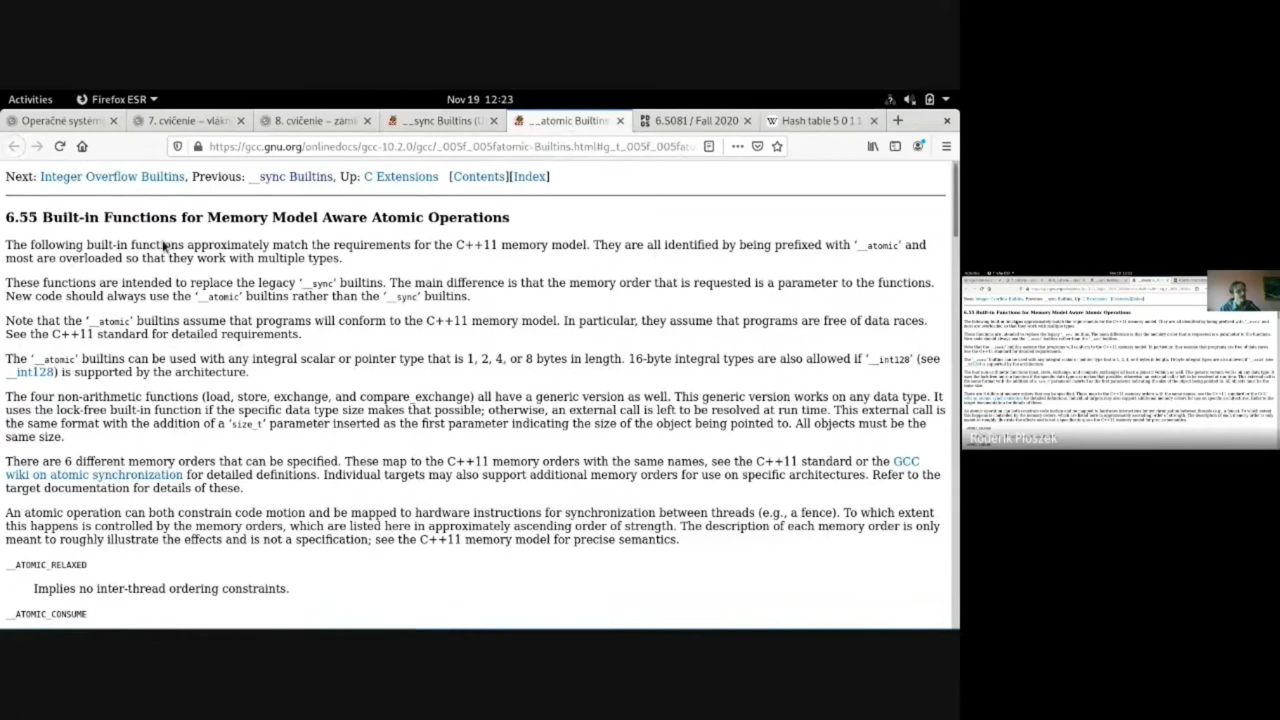 Activities Firefox ESR Nov 19 12:23
Operačné systém 7. cvičenie – vlákn 8. cvičenie – zám __sync Builtins (U __atomic Builtins 6.S081 / Fall 2020 Hash table 5 0 1 1
https://gcc.gnu.org/onlinedocs/gcc-10.2.0/gcc/_005f_005fatomic-Builtins.html#g_t_005f_005fato
Next: Integer Overflow Builtins, Previous: __sync Builtins, Up: C Extensions [Contents][Index]
6.55 Built-in Functions for Memory Model Aware Atomic Operations
The following built-in functions approximately match the requirements for the C++11 memory model. They are all identified by being prefixed with ‘__atomic’ and
most are overloaded so that they work with multiple types.
These functions are intended to replace the legacy ‘__sync’ builtins. The main difference is that the memory order that is requested is a parameter to the functions.
New code should always use the ‘__atomic’ builtins rather than the ‘__sync’ builtins.
Note that the ‘__atomic’ builtins assume that programs will conform to the C++11 memory model. In particular, they assume that programs are free of data races.
See the C++11 standard for detailed requirements.
The ‘__atomic’ builtins can be used with any integral scalar or pointer type that is 1, 2, 4, or 8 bytes in length. 16-byte integral types are also allowed if ‘__int128’ (see
__int128) is supported by the architecture.
The four non-arithmetic functions (load, store, exchange, and compare_exchange) all have a generic version as well. This generic version works on any data type. It
uses the lock-free built-in function if the specific data type size makes that possible; otherwise, an external call is left to be resolved at run time. This external call is
the same format with the addition of a ‘size_t’ parameter inserted as the first parameter indicating the size of the object being pointed to. All objects must be the
same size.
There are 6 different memory orders that can be specified. These map to the C++11 memory orders with the same names, see the C++11 standard or the GCC
wiki on atomic synchronization for detailed definitions. Individual targets may also support additional memory orders for use on specific architectures. Refer to the
target documentation for details of these.
An atomic operation can both constrain code motion and be mapped to hardware instructions for synchronization between threads (e.g., a fence). To which extent
this happens is controlled by the memory orders, which are listed here in approximately ascending order of strength. The description of each memory order is only
meant to roughly illustrate the effects and is not a specification; see the C++11 memory model for precise semantics.
__ATOMIC_RELAXED
Implies no inter-thread ordering constraints.
__ATOMIC_CONSUME
Roderik Ploszek